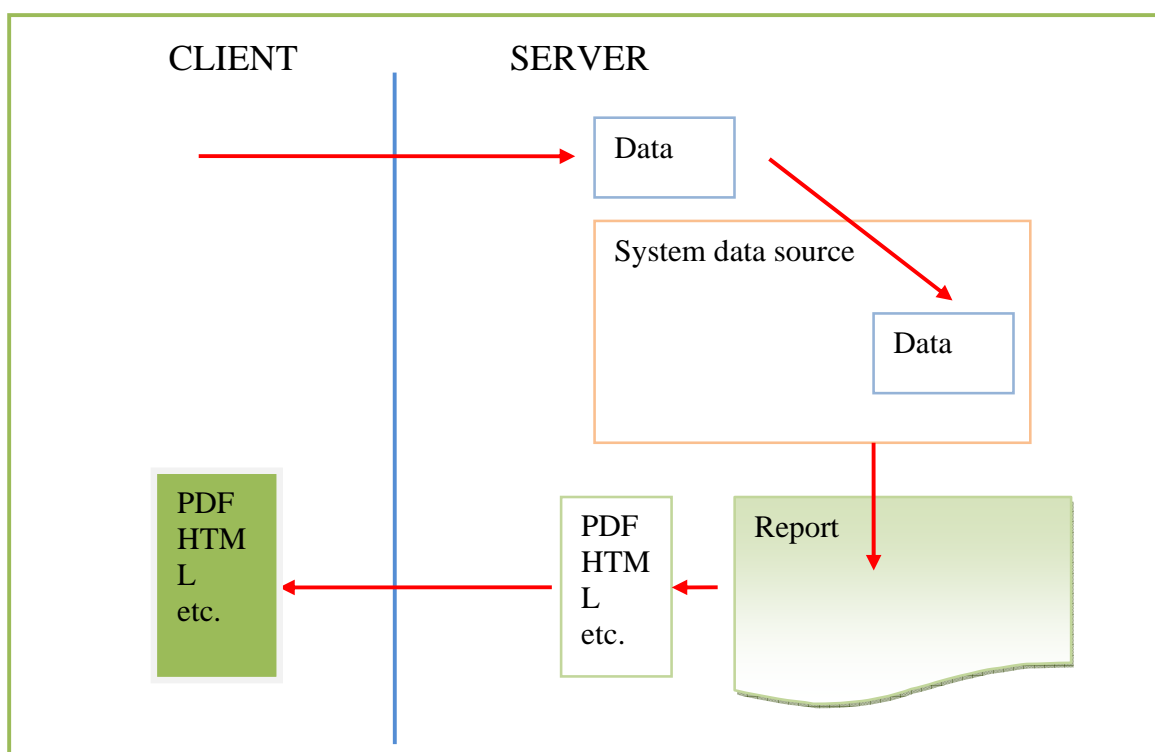 CLIENT
SERVER
Data
System data source
Data
PDF
HTM
L
etc.
PDF
HTM
L
etc.
Report